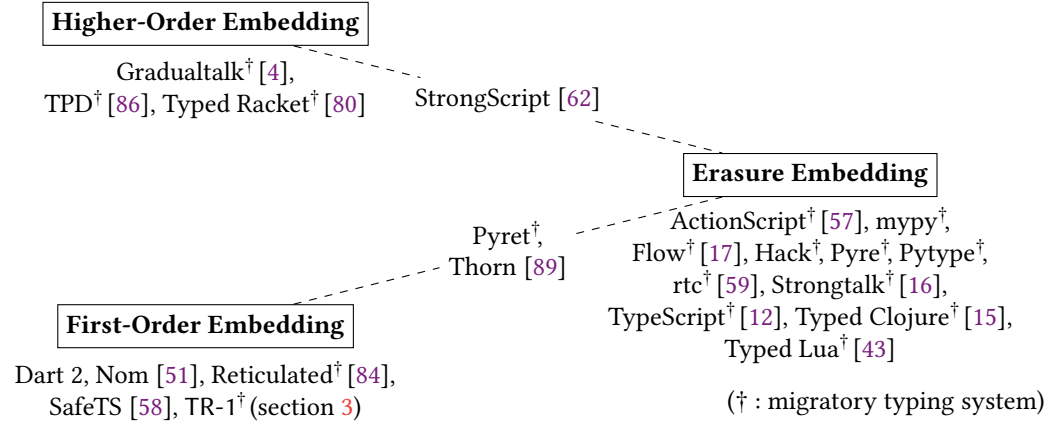 Higher-Order Embedding
Gradualtalk† [4],
TPD† [86], Typed Racket† [80]
StrongScript [62]
Erasure Embedding
ActionScript† [57], mypy†,
Flow† [17], Hack†, Pyre†, Pytype†,
rtc† [59], Strongtalk† [16],
TypeScript† [12], Typed Clojure† [15],
Typed Lua† [43]
Pyret†,
Thorn [89]
First-Order Embedding
Dart 2, Nom [51], Reticulated† [84],
SafeTS [58], TR-1† (section 3)
(† : migratory typing system)